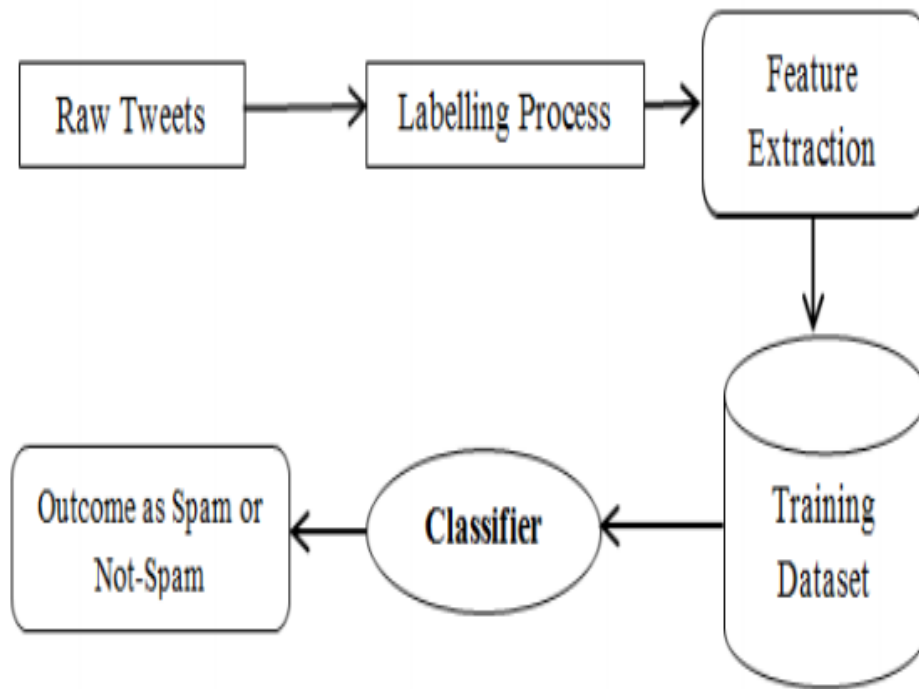 Raw Tweets
Labelling Process
Feature
Extraction
Training
Dataset
Classifier
Outcome as Spam or
Not-Spam